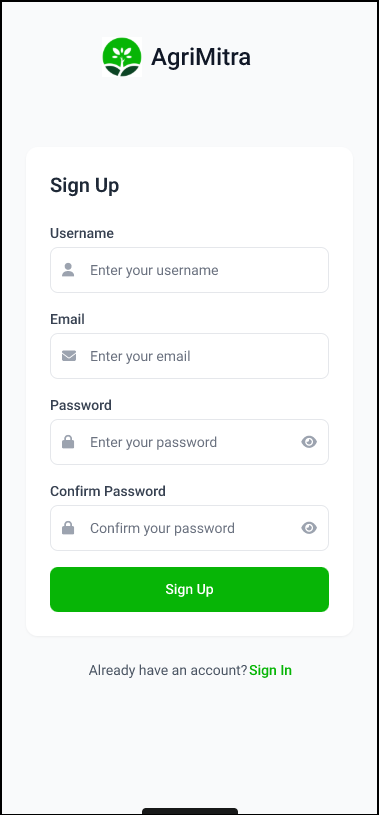 AgriMitra
Sign Up
Username
Enter your username
Email
Enter your email
Password
Enter your password
Confirm Password
Confirm your password
Sign Up
Already have an account? Sign In